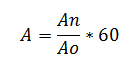 A = An/Ao * 60